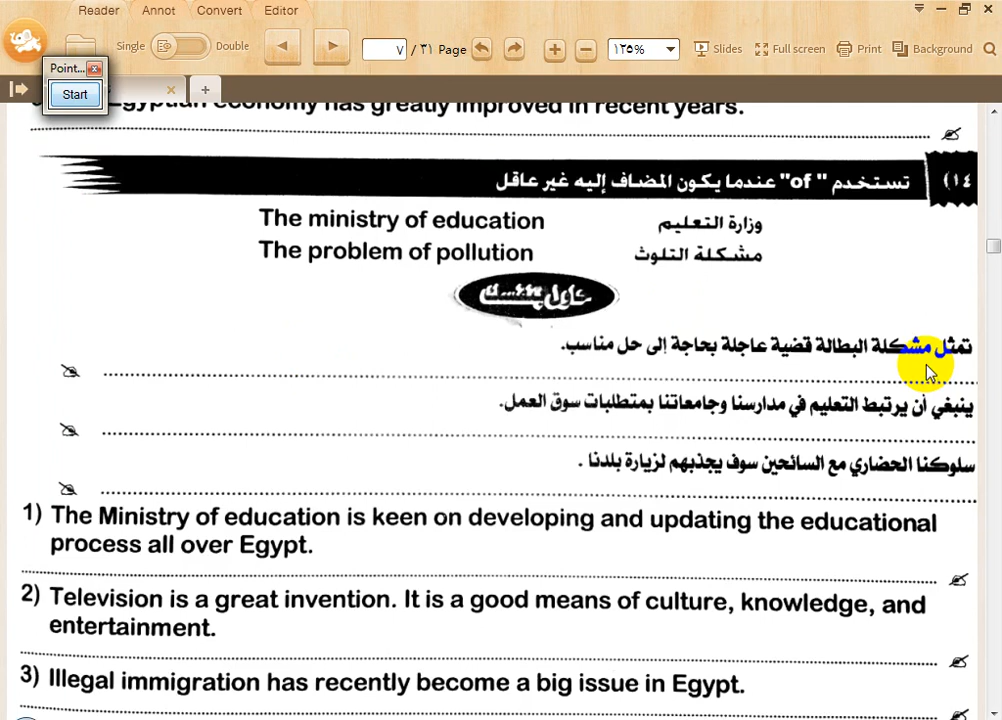 Reader Annot Convert Editor
Single Double ٧ / ٣١ Page ١٢٥% Slides Full screen Print Background
Point...
Start
Egyptian economy has greatly improved in recent years.
١٤) تستخدم "of" عندما يكون المضاف إليه غير عاقل
The ministry of education وزارة التعليم
The problem of pollution مشكلة التلوث
تمثل مشكلة البطالة قضية عاجلة بحاجة إلى حل مناسب.
ينبغي أن يرتبط التعليم في مدارسنا وجامعاتنا بمتطلبات سوق العمل.
سلوكنا الحضاري مع السائحين سوف يجذبهم لزيارة بلدنا .
1) The Ministry of education is keen on developing and updating the educational
process all over Egypt.
2) Television is a great invention. It is a good means of culture, knowledge, and
entertainment.
3) Illegal immigration has recently become a big issue in Egypt.